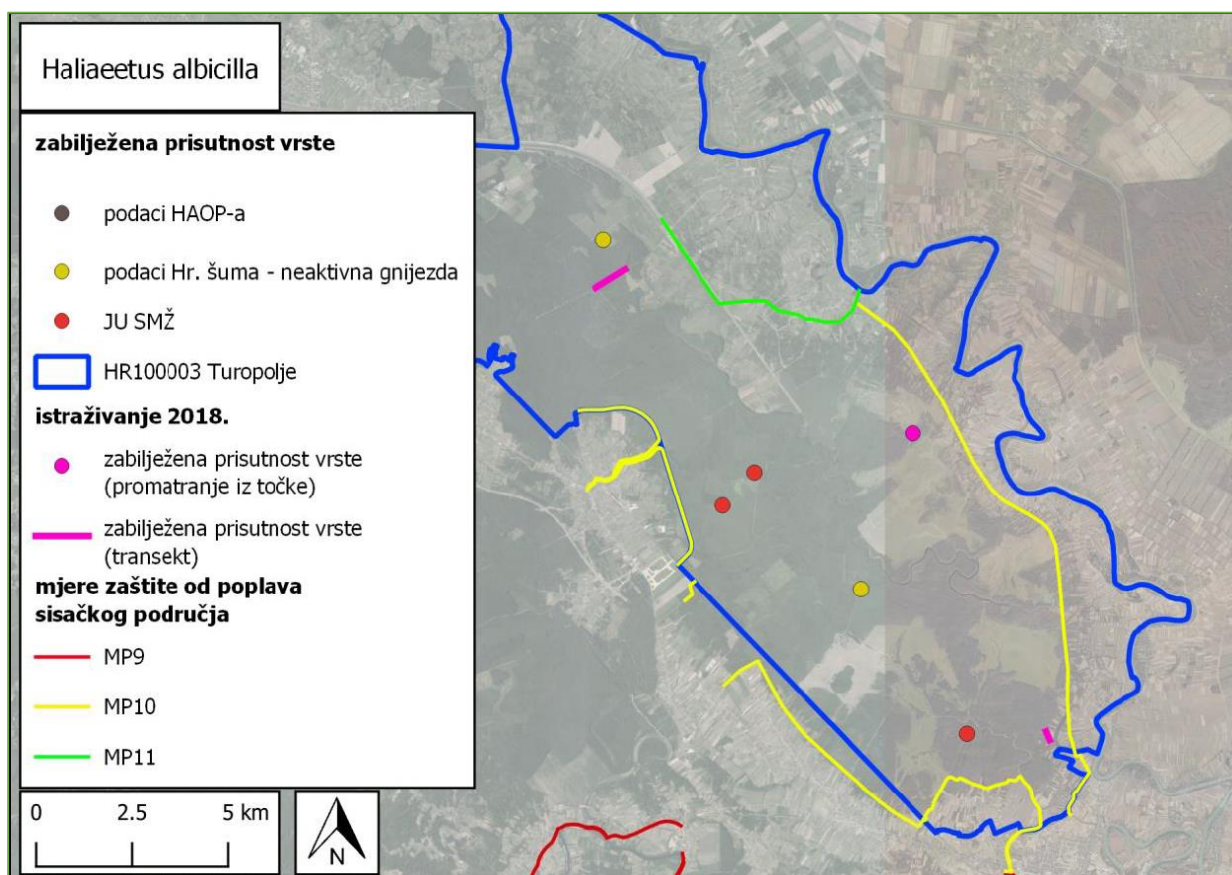 Haliaeetus albicilla
zabilježena prisutnost vrste
podaci HAOP-a
podaci Hr. šuma - neaktivna gnijezda
JU SMŽ
HR100003 Turopolje
istraživanje 2018.
zabilježena prisutnost vrste
(promatranje iz točke)
zabilježena prisutnost vrste
(transekt)
mjere zaštite od poplava
sisačkog područja
MP9
MP10
MP11
0 2.5 5 km
N